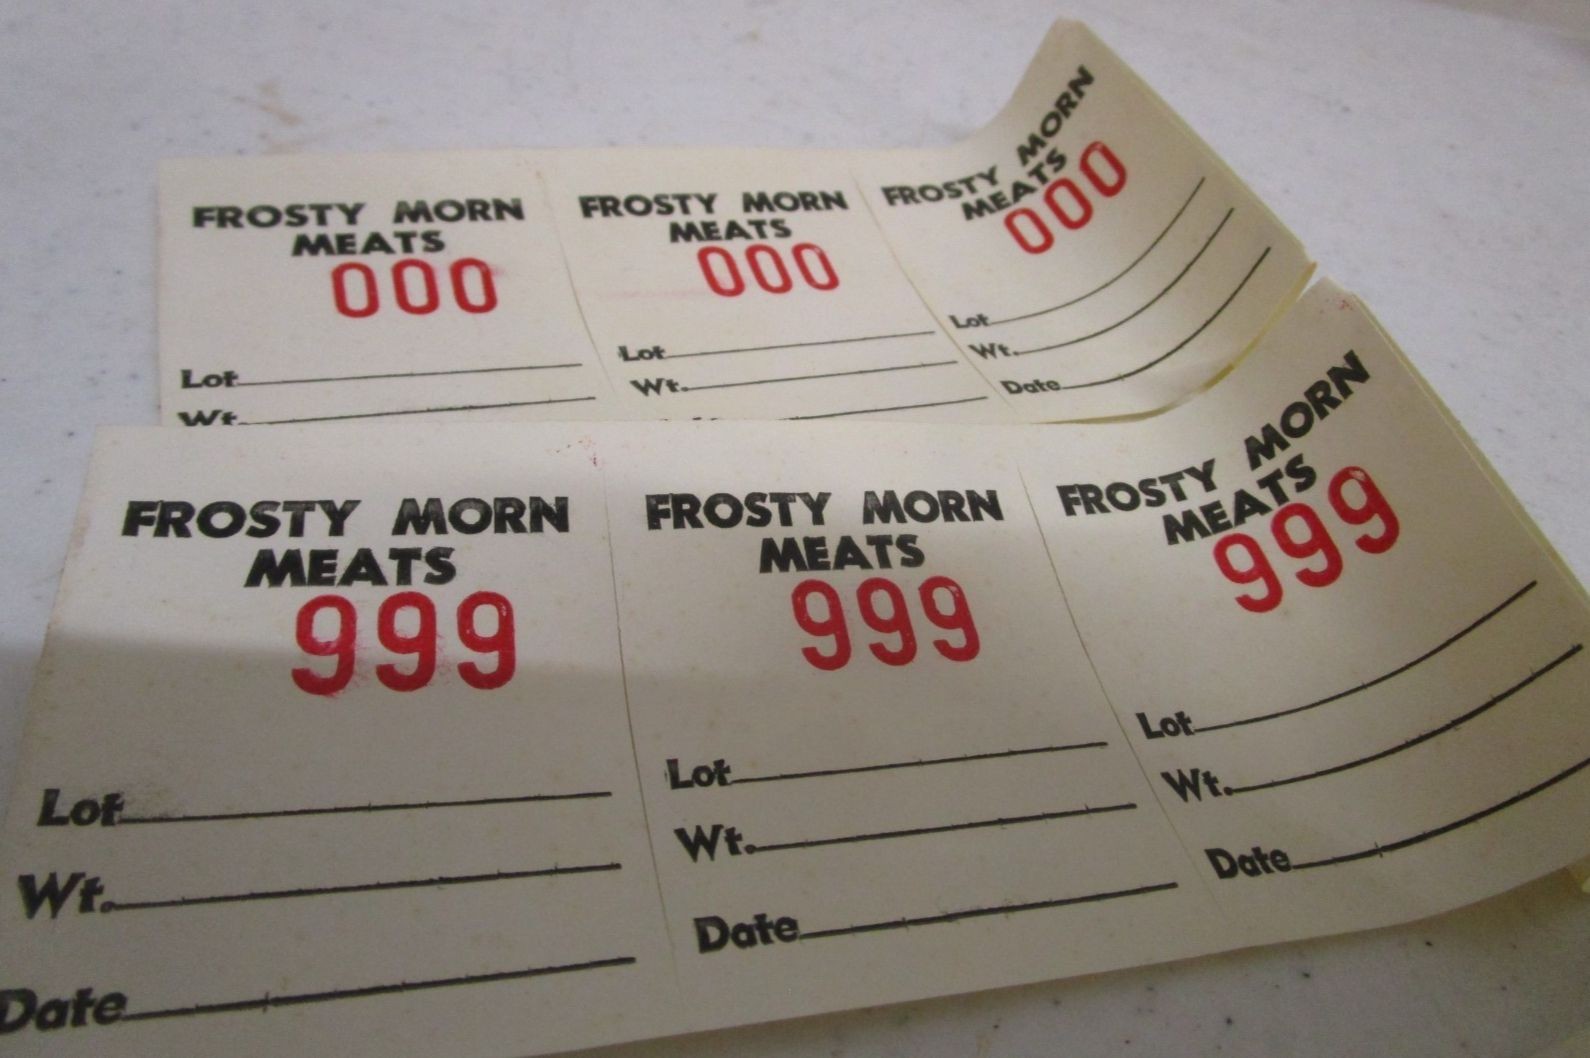 FROSTY MORN
MEATS
000
Lot
Wt.
FROSTY MORN
MEATS
000
Lot
Wt.
FROSTY MORN
MEATS
000
Lot
Wt.
Date
FROSTY MORN
MEATS
999
Lot
Wt.
Date
FROSTY MORN
MEATS
999
Lot
Wt.
Date
FROSTY MORN
MEATS
999
Lot
Wt.
Date